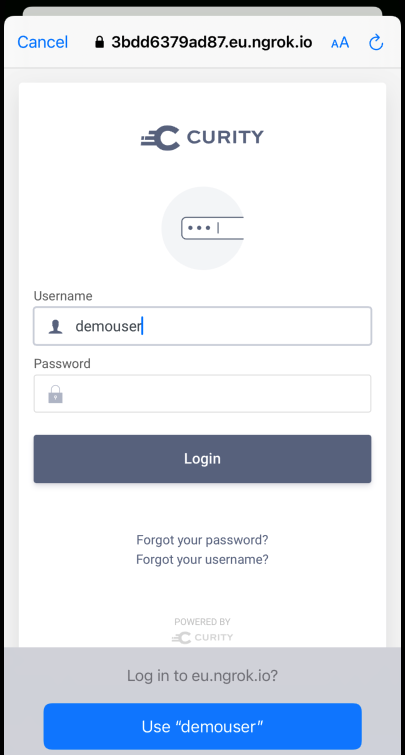 Cancel 3bdd6379ad87.eu.ngrok.io AA
CURITY
Username
demouser
Password
Login
Forgot your password?
Forgot your username?
POWERED BY
CURITY
Log in to eu.ngrok.io?
Use “demouser”